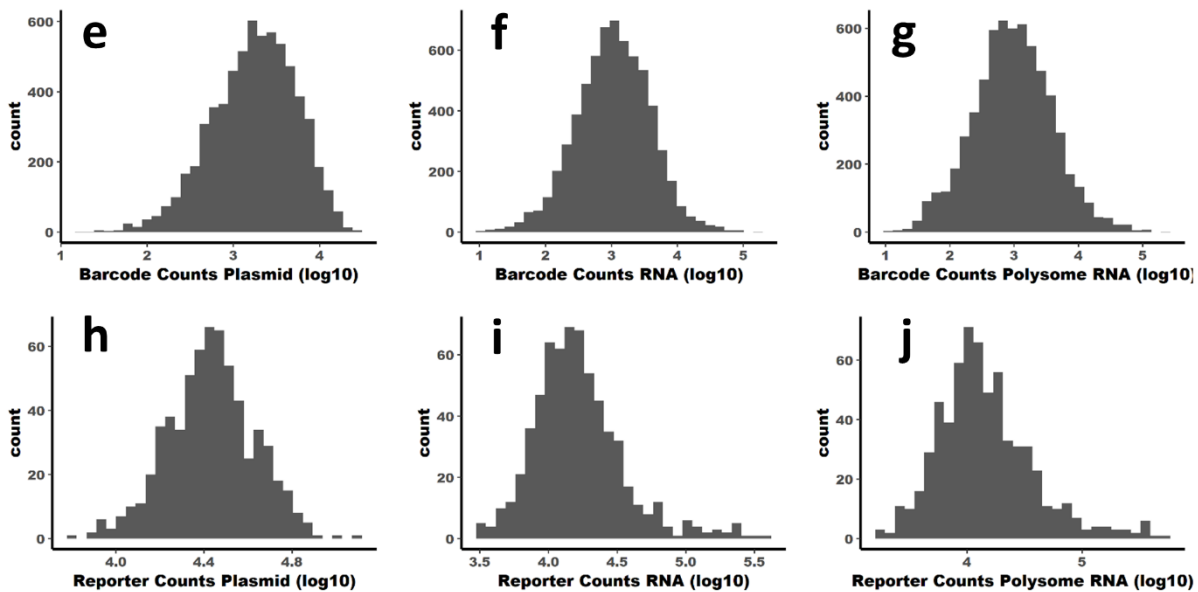 e
600
400
200
0
count
1 2 3 4
Barcode Counts Plasmid (log10)
f
600
400
200
0
count
1 2 3 4 5
Barcode Counts RNA (log10)
g
600
400
200
0
count
1 2 3 4 5
Barcode Counts Polysome RNA (log10)
h
60
40
20
0
count
4.0 4.4 4.8
Reporter Counts Plasmid (log10)
i
60
40
20
0
count
3.5 4.0 4.5 5.0 5.5
Reporter Counts RNA (log10)
j
60
40
20
0
count
4 5
Reporter Counts Polysome RNA (log10)